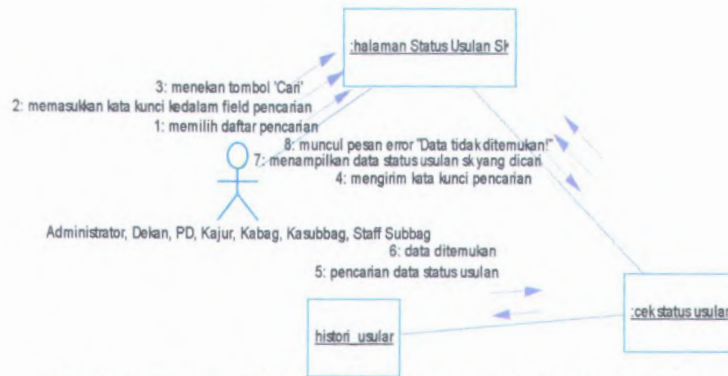 :halaman Status Usulan Sk
3: menekan tombol 'Cari'
2: memasukkan kata kunci kedalam field pencarian
1: memilih daftar pencarian
8: muncul pesan error "Data tidak ditemukan!"
7: menampilkan data status usulan sk yang dicari
4: mengirim kata kunci pencarian
Administrator, Dekan, PD, Kajur, Kabag, Kasubbag, Staff Subbag
6: data ditemukan
5: pencarian data status usulan
:cek status usular
histori_usular